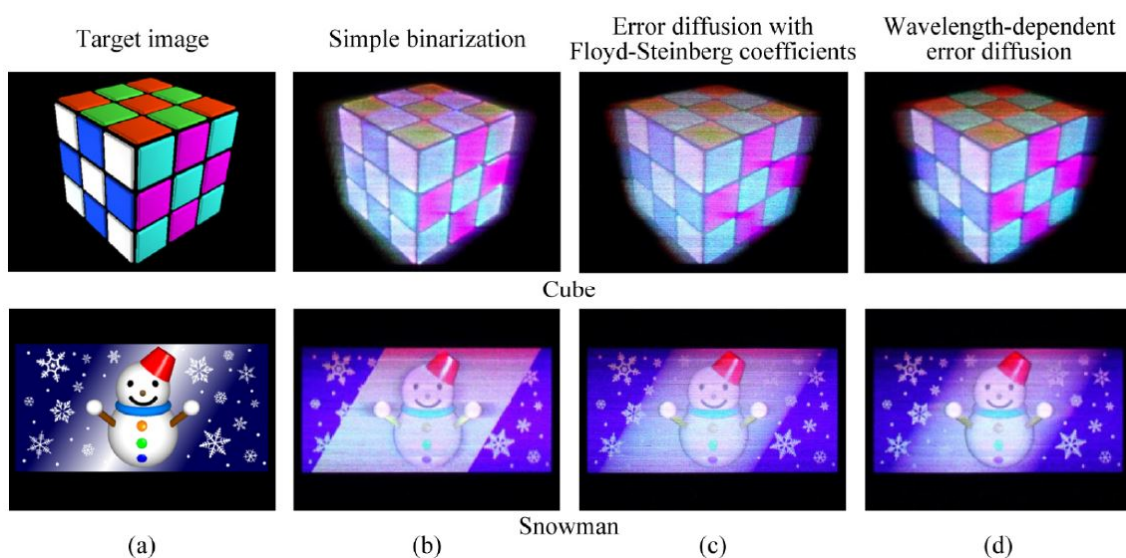 Target image
Simple binarization
Error diffusion with
Floyd-Steinberg coefficients
Wavelength-dependent
error diffusion
Cube
Snowman
(a)
(b)
(c)
(d)